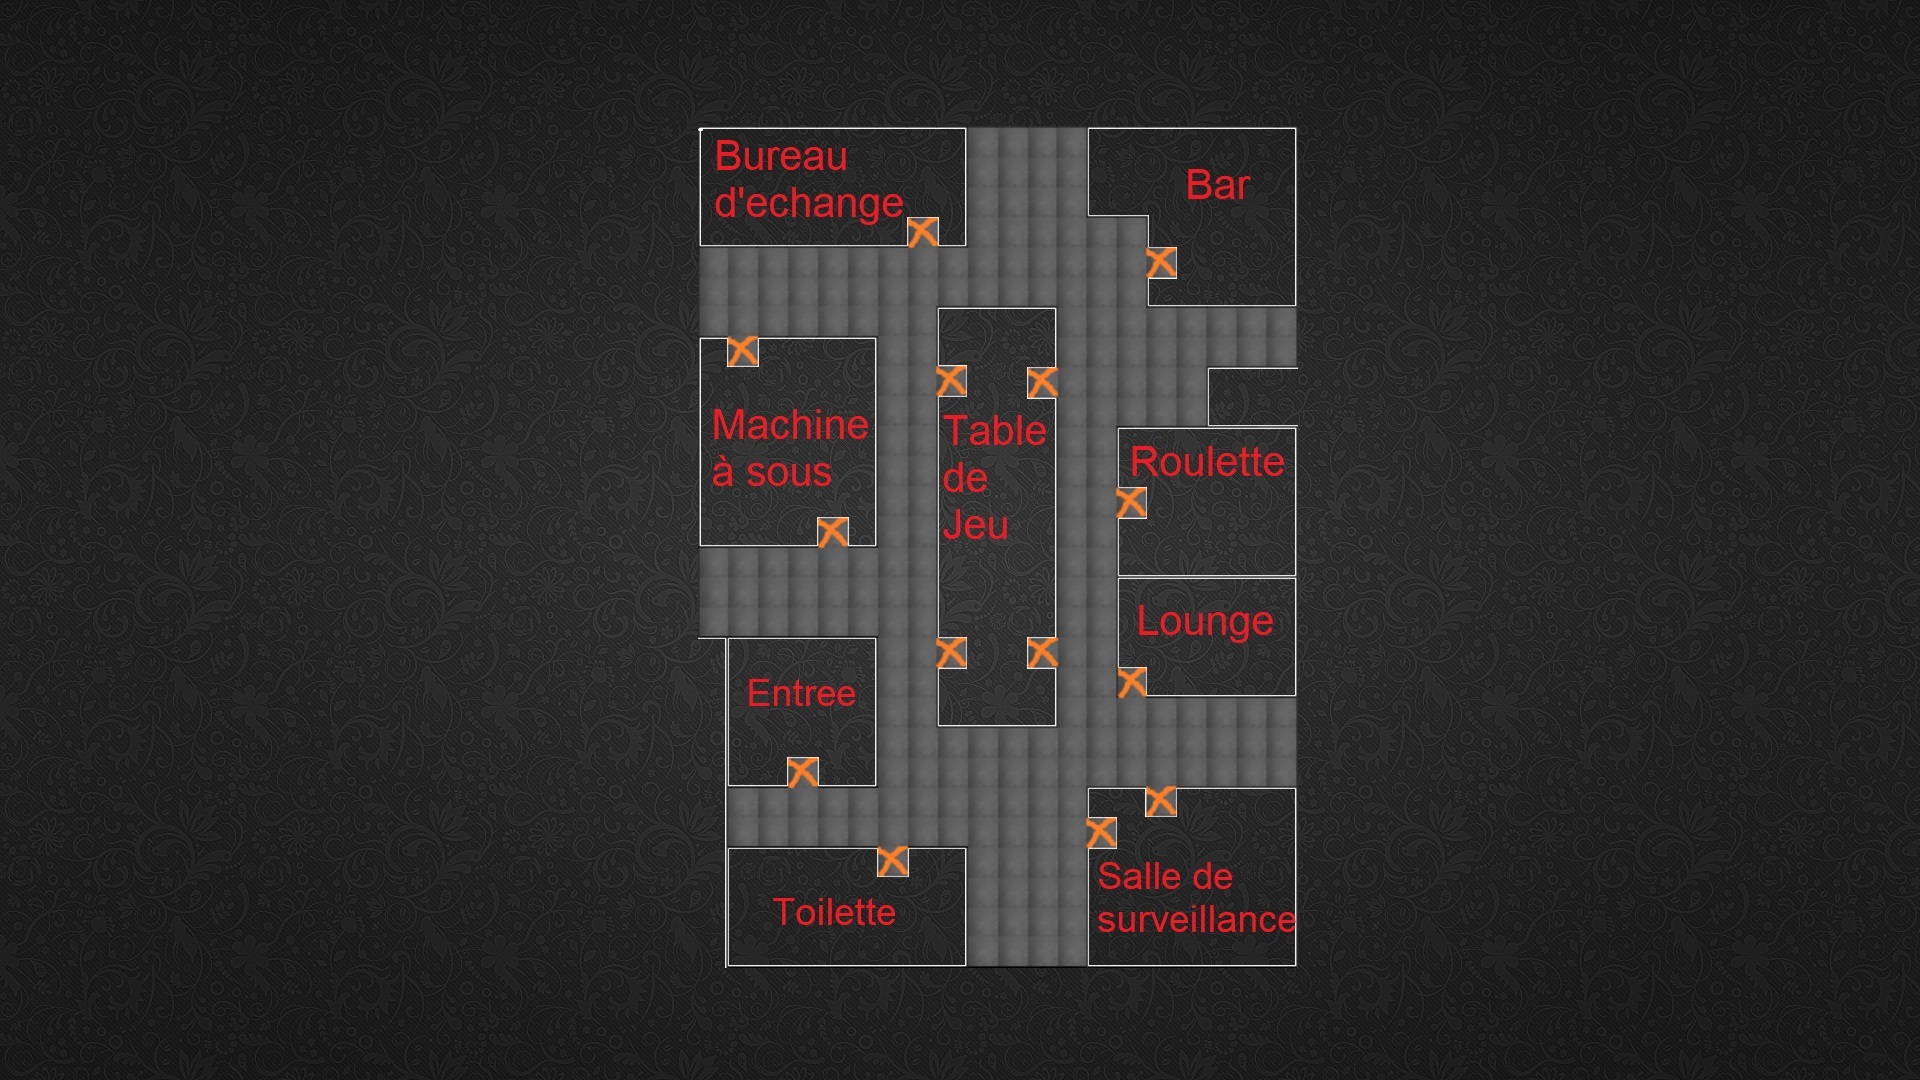 Bureau
d'echange
Bar
Machine
à sous
Table
de
Jeu
Roulette
Lounge
Entree
Toilette
Salle de
surveillance